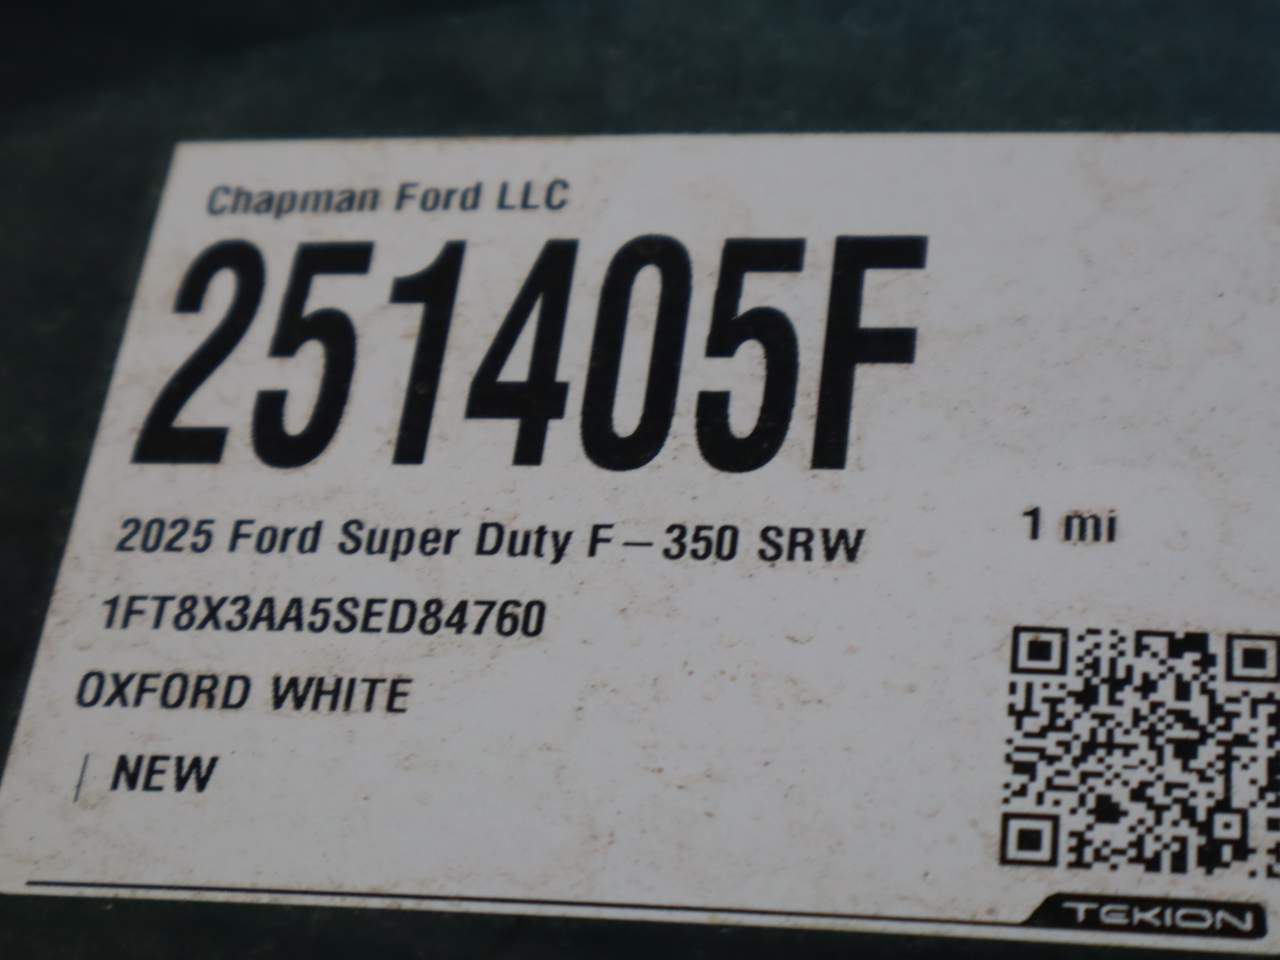 Chapman Ford LLC
251405F
2025 Ford Super Duty F-350 SRW
1 mi
1FT8X3AA5SED84760
OXFORD WHITE
| NEW
TEKION